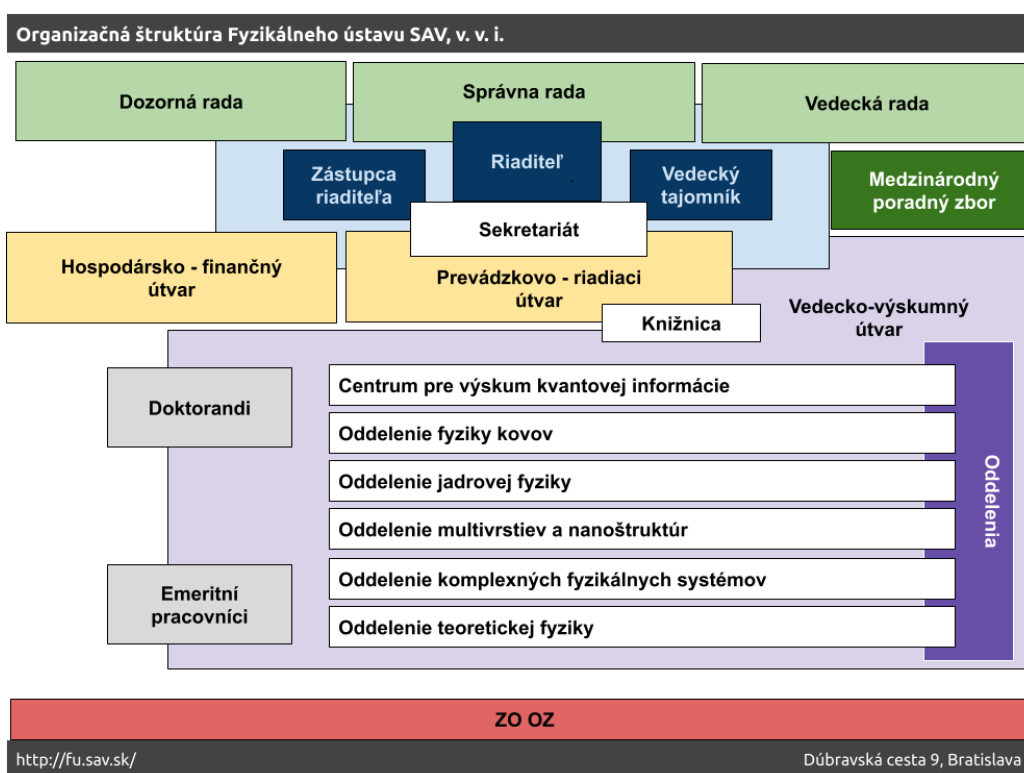 Organizačná štruktúra Fyzikálneho ústavu SAV, v. v. i.
Dozorná rada
Správna rada
Vedecká rada
Zástupca
riaditeľa
Riaditeľ
Vedecký
tajomník
Medzinárodný
poradný zbor
Sekretariát
Hospodársko - finančný
útvar
Prevádzkovo - riadiaci
útvar
Knižnica
Vedecko-výskumný
útvar
Doktorandi
Centrum pre výskum kvantovej informácie
Oddelenie fyziky kovov
Oddelenie jadrovej fyziky
Oddelenie multivrstiev a nanoštruktúr
Oddelenie komplexných fyzikálnych systémov
Oddelenie teoretickej fyziky
Oddelenia
Emeritní
pracovníci
ZO OZ
http://fu.sav.sk/
Dúbravská cesta 9, Bratislava